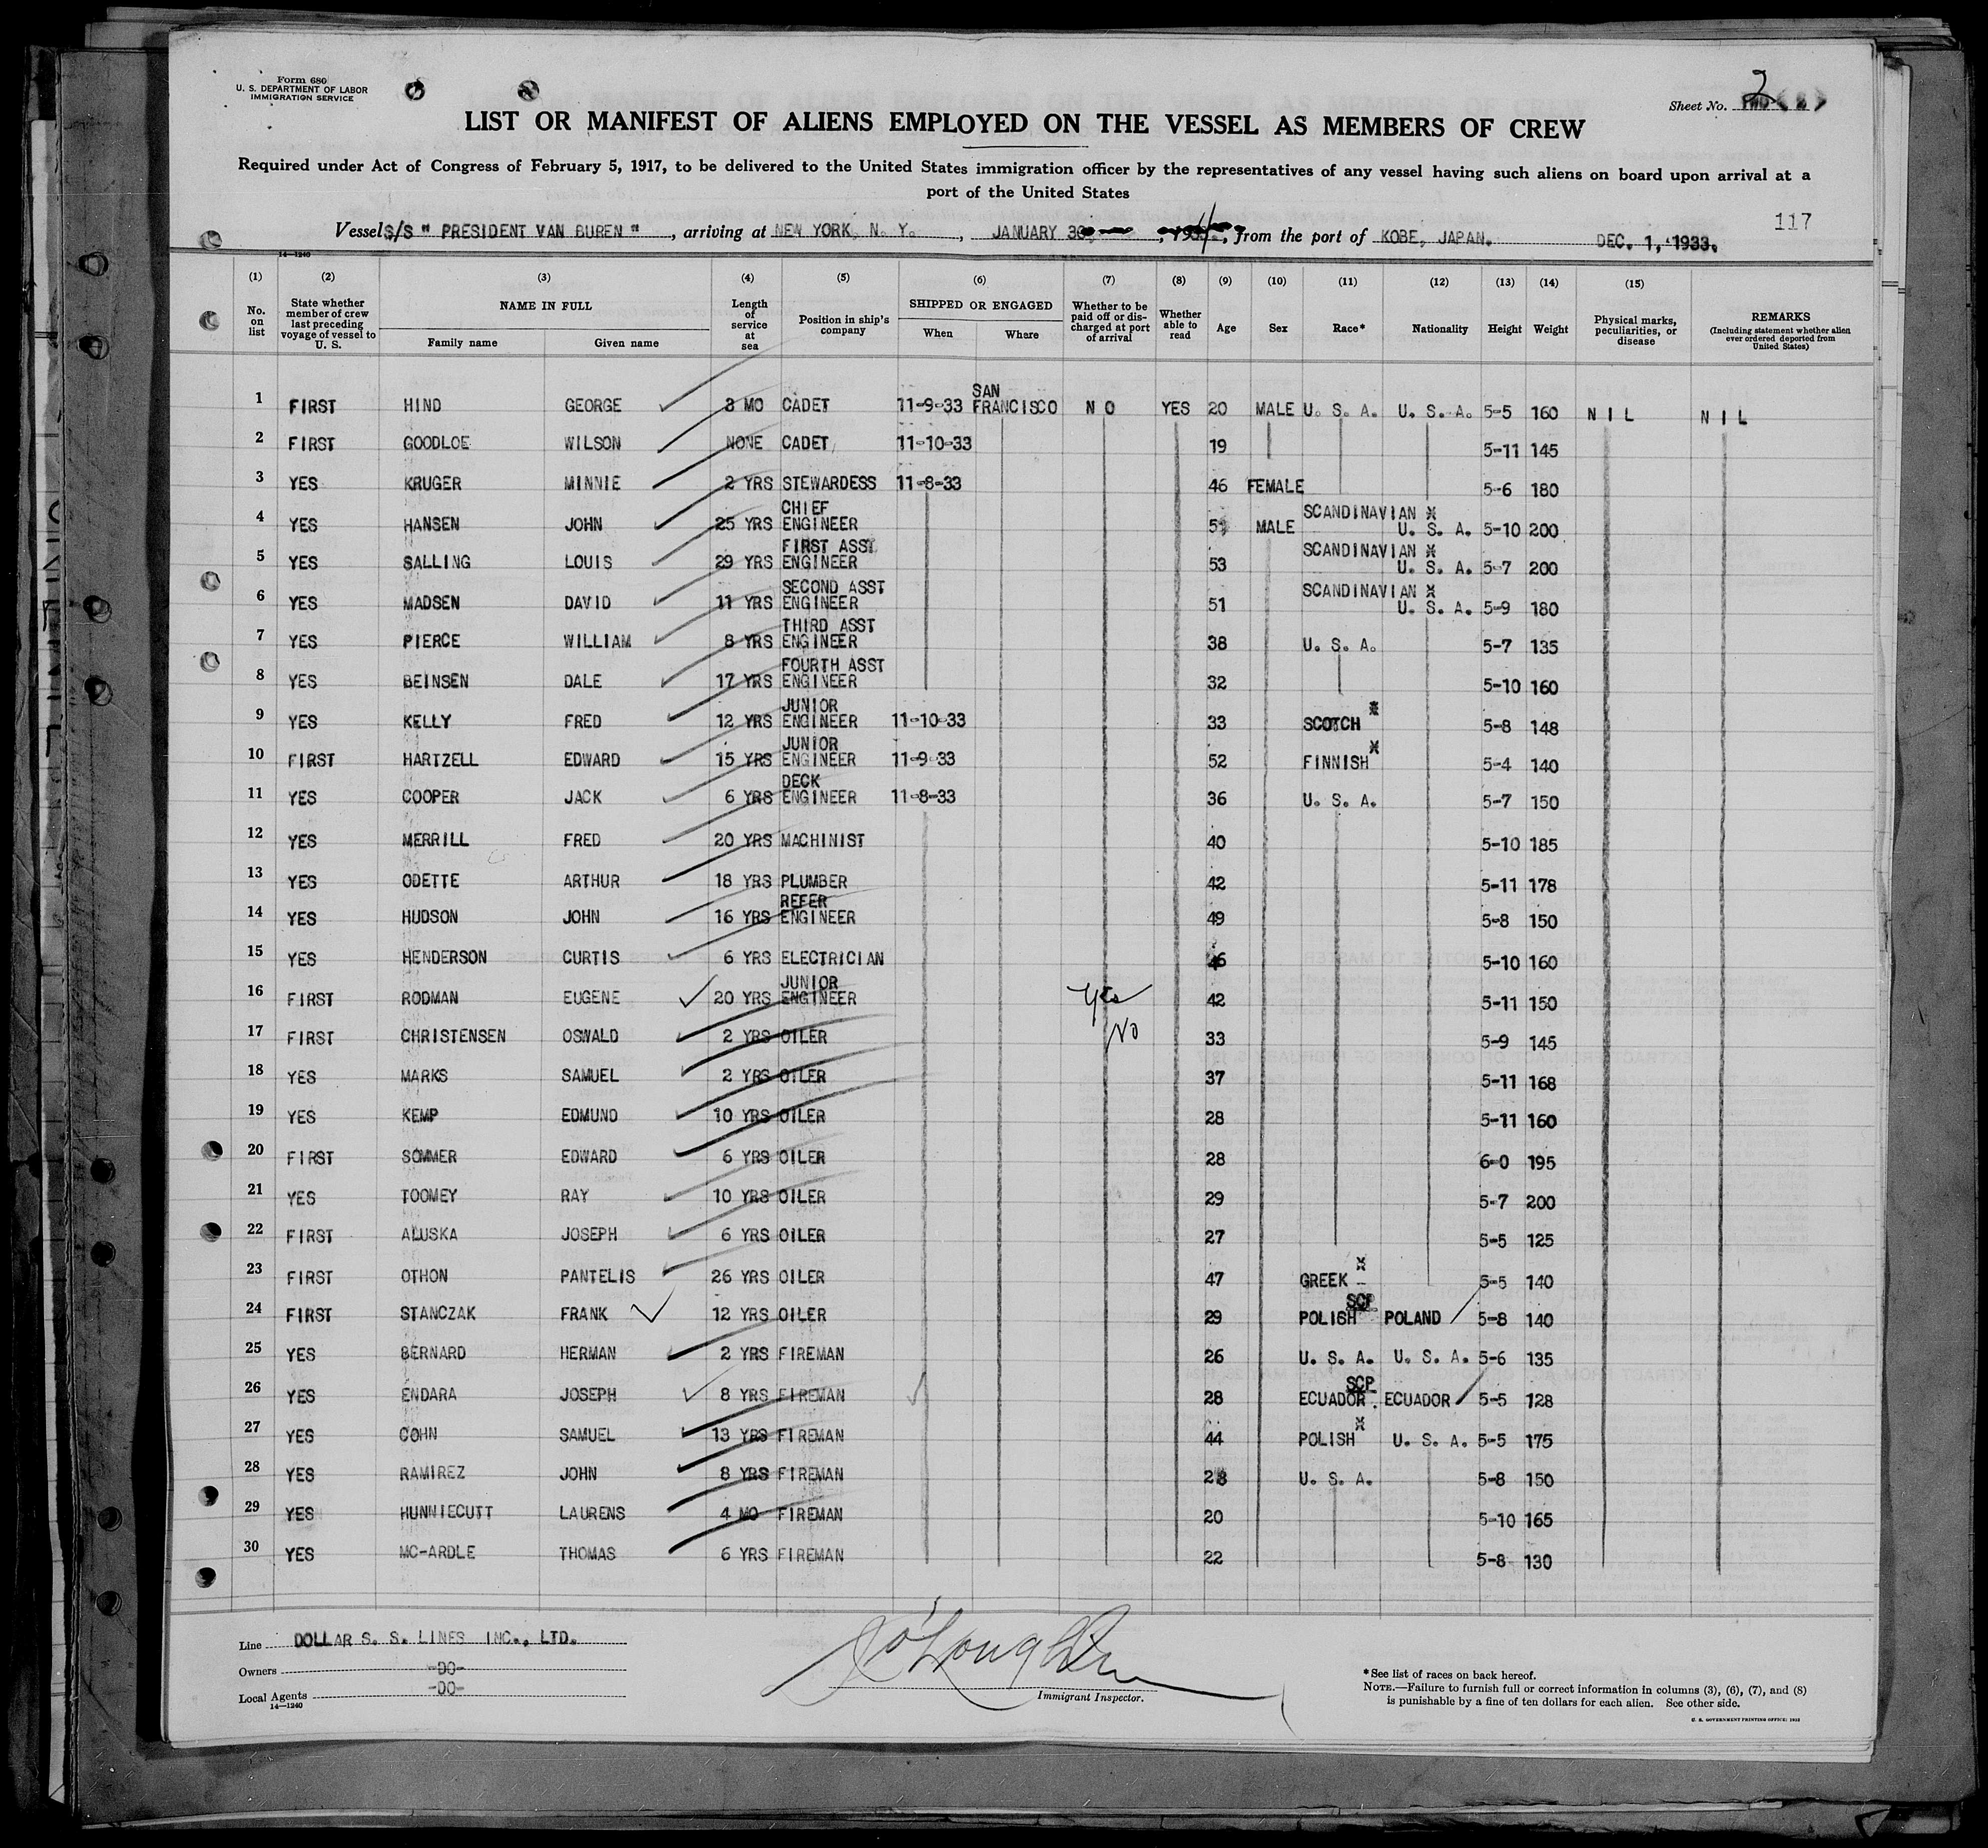 Form 680
U. S. DEPARTMENT OF LABOR
IMMIGRATION SERVICE
Sheet No. 2
LIST OR MANIFEST OF ALIENS EMPLOYED ON THE VESSEL AS MEMBERS OF CREW
Required under Act of Congress of February 5, 1917, to be delivered to the United States immigration officer by the representatives of any vessel having such aliens on board upon arrival at a
port of the United States
117
Vessel S/S " PRESIDENT VAN BUREN " , arriving at NEW YORK, N. Y. , JANUARY 30, , 1934, from the port of KOBE, JAPAN. DEC. 1, 1933.
14—1240
(1) (2) (3) (4) (5) (6) (7) (8) (9) (10) (11) (12) (13) (14) (15)
No. on list
State whether member of crew last preceding voyage of vessel to U. S.
NAME IN FULL
Family name Given name
Length of service at sea
Position in ship's company
SHIPPED OR ENGAGED
When Where
Whether to be paid off or discharged at port of arrival
Whether able to read
Age Sex Race* Nationality Height Weight
Physical marks, peculiarities, or disease
REMARKS
(Including statement whether alien ever ordered deported from United States)
1 FIRST HIND GEORGE 3 MO CADET 11-9-33 SAN FRANCISCO NO YES 20 MALE U. S. A. U. S. A. 5-5 160 NIL NIL
2 FIRST GOODLOE WILSON NONE CADET 11-10-33 19 5-11 145
3 YES KRUGER MINNIE 2 YRS STEWARDESS 11-8-33 46 FEMALE 5-6 180
4 YES HANSEN JOHN 25 YRS CHIEF ENGINEER MALE SCANDINAVIAN X U. S. A. 5-10 200
5 YES SALLING LOUIS 29 YRS FIRST ASST ENGINEER 53 SCANDINAVIAN X U. S. A. 5-7 200
6 YES MADSEN DAVID 11 YRS SECOND ASST ENGINEER 51 SCANDINAVIAN X U. S. A. 5-9 180
7 YES PIERCE WILLIAM 8 YRS THIRD ASST ENGINEER 38 U. S. A. 5-7 135
8 YES BEINSEN DALE 17 YRS FOURTH ASST ENGINEER 32 5-10 160
9 YES KELLY FRED 12 YRS JUNIOR ENGINEER 11-10-33 33 SCOTCH X 5-8 148
10 FIRST HARTZELL EDWARD 15 YRS JUNIOR ENGINEER 11-9-33 52 FINNISH X 5-4 140
11 YES COOPER JACK 6 YRS DECK ENGINEER 11-8-33 36 U. S. A. 5-7 150
12 YES MERRILL FRED 20 YRS MACHINIST 40 5-10 185
13 YES ODETTE ARTHUR 18 YRS PLUMBER 42 5-11 178
14 YES HUDSON JOHN 16 YRS REFER ENGINEER 49 5-8 150
15 YES HENDERSON CURTIS 6 YRS ELECTRICIAN 46 5-10 160
16 FIRST RODMAN EUGENE 20 YRS JUNIOR ENGINEER Yes 42 5-11 150
17 FIRST CHRISTENSEN OSWALD 2 YRS OILER No 33 5-9 145
18 YES MARKS SAMUEL 2 YRS OILER 37 5-11 168
19 YES KEMP EDMUND 10 YRS OILER 28 5-11 160
20 FIRST SOMMER EDWARD 6 YRS OILER 28 6-0 195
21 YES TOOMEY RAY 10 YRS OILER 29 5-7 200
22 FIRST ALUSKA JOSEPH 6 YRS OILER 27 5-5 125
23 FIRST OTHON PANTELIS 26 YRS OILER 47 GREEK X 5-5 140
24 FIRST STANCZAK FRANK 12 YRS OILER 29 POLISH SCP POLAND 5-8 140
25 YES BERNARD HERMAN 2 YRS FIREMAN 26 U. S. A. U. S. A. 5-6 135
26 YES ENDARA JOSEPH 8 YRS FIREMAN 28 ECUADOR SCP ECUADOR 5-5 128
27 YES COHN SAMUEL 13 YRS FIREMAN 44 POLISH X U. S. A. 5-5 175
28 YES RAMIREZ JOHN 8 YRS FIREMAN 28 U. S. A. 5-8 150
29 YES HUNNIECUTT LAURENS 4 MO FIREMAN 20 5-10 165
30 YES MC-ARDLE THOMAS 6 YRS FIREMAN 22 5-8 130
Line DOLLAR S. S. LINES INC., LTD.
Owners -DO-
Local Agents -DO-
14—1240
J O'Loughlin
Immigrant Inspector.
*See list of races on back hereof.
NOTE.—Failure to furnish full or correct information in columns (3), (6), (7), and (8)
is punishable by a fine of ten dollars for each alien. See other side.